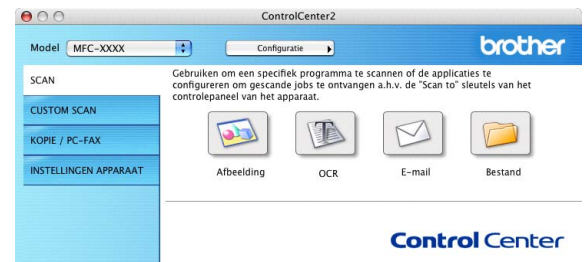 ControlCenter2
Model MFC-XXXX Configuratie brother
SCAN
CUSTOM SCAN
KOPIE / PC-FAX
INSTELLINGEN APPARAAT
Gebruiken om een specifiek programma te scannen of de applicaties te
configureren om gescande jobs te ontvangen a.h.v. de "Scan to" sleutels van het
controlepaneel van het apparaat.
Afbeelding OCR E-mail Bestand
Control Center